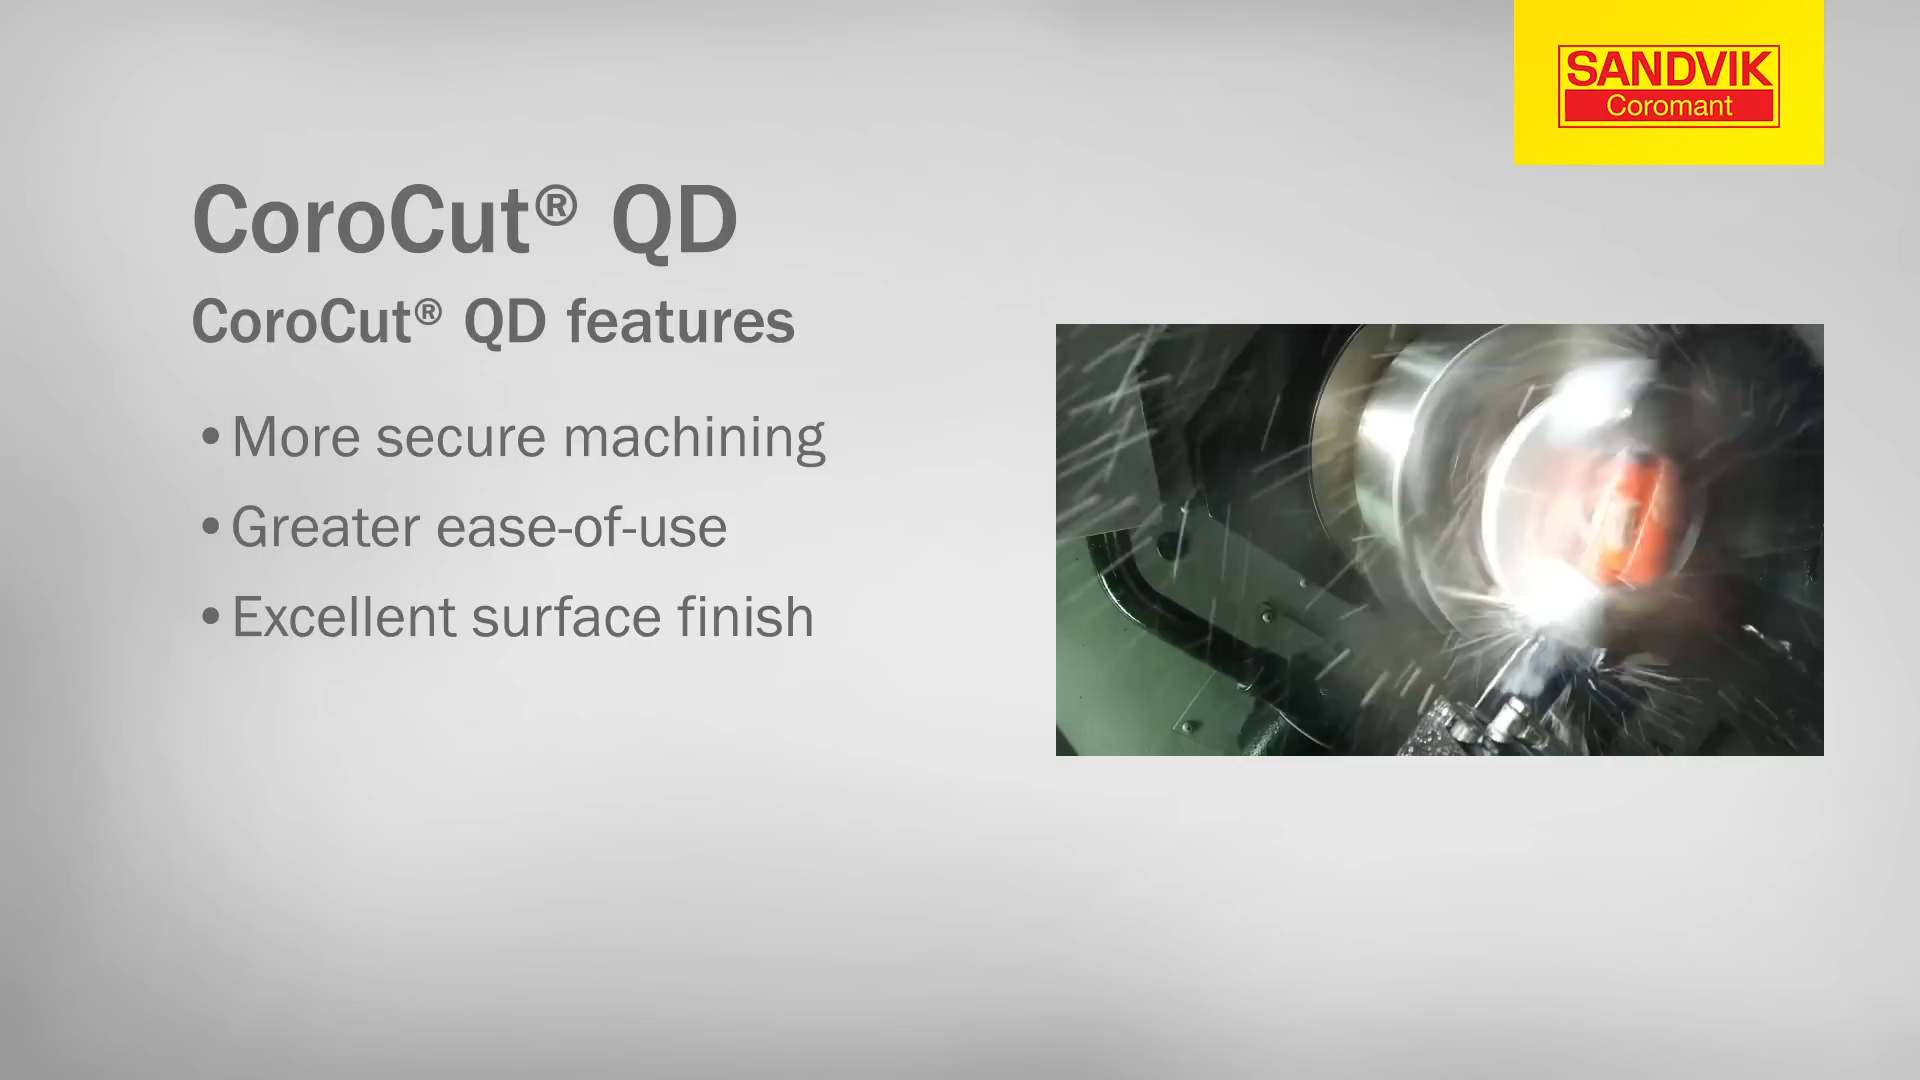 SANDVIK
Coromant
CoroCut® QD
CoroCut® QD features
•More secure machining
•Greater ease-of-use
•Excellent surface finish